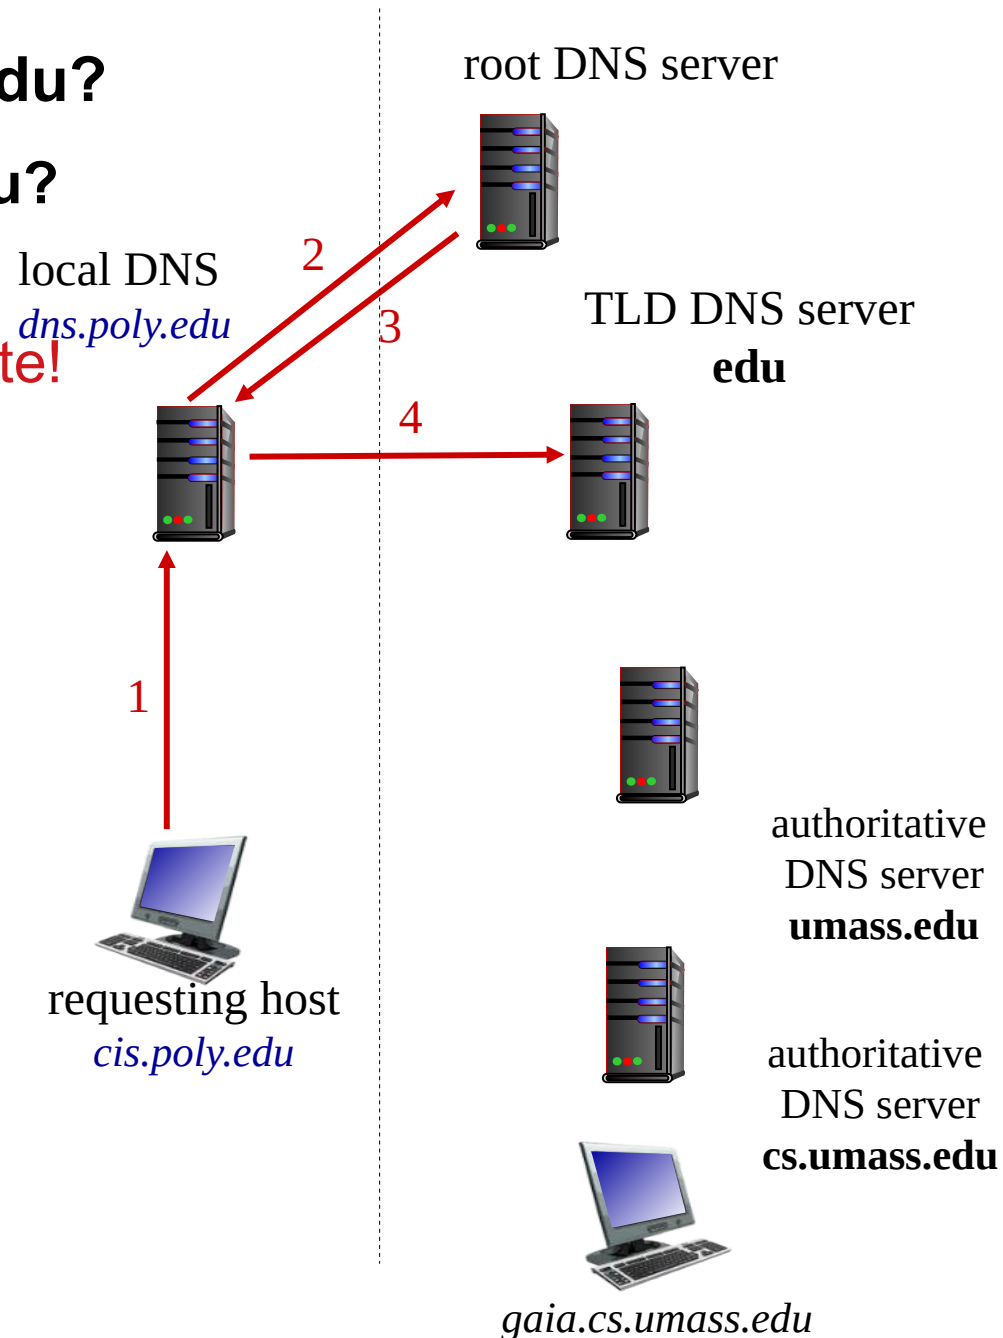 du?
u?
root DNS server
2
local DNS
dns.poly.edu
3
te!
TLD DNS server
edu
4
1
authoritative
DNS server
umass.edu
requesting host
cis.poly.edu
authoritative
DNS server
cs.umass.edu
gaia.cs.umass.edu